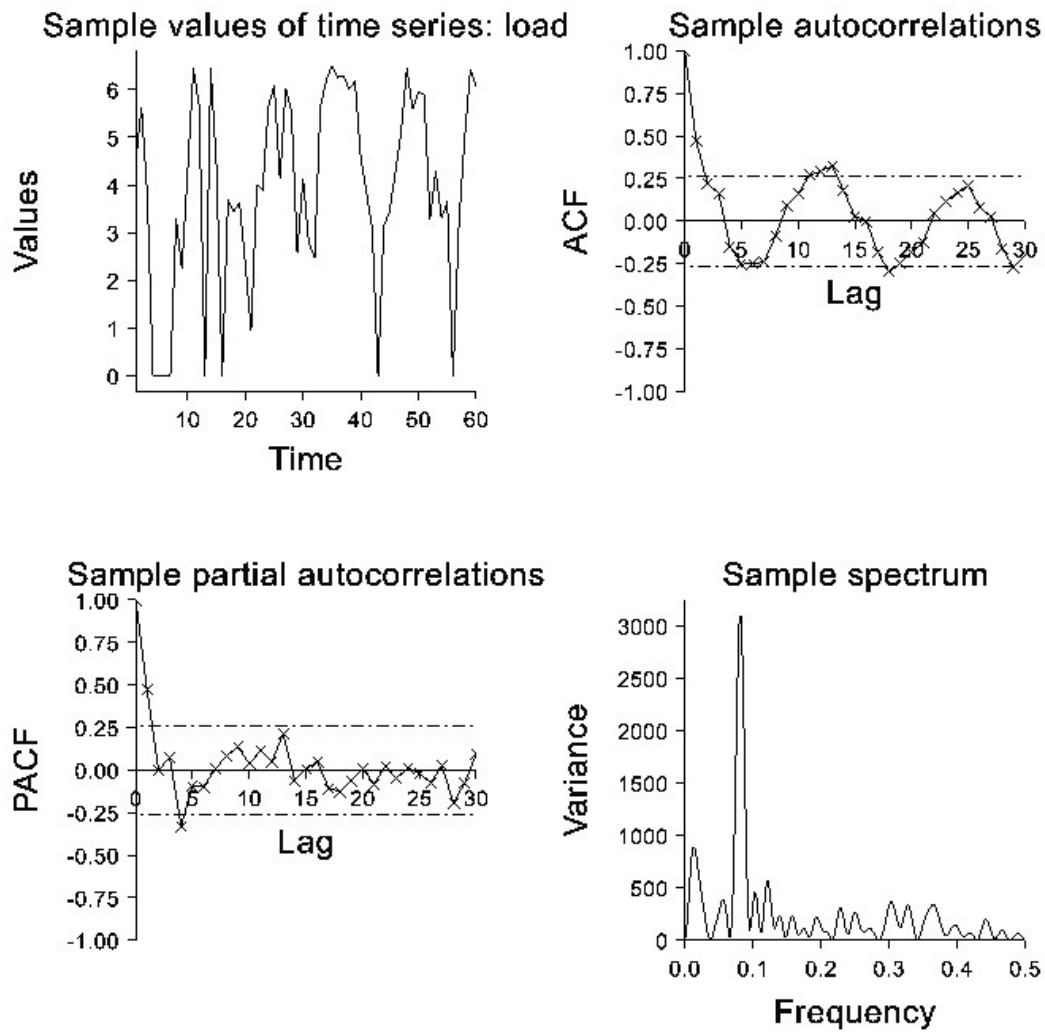 Sample values of time series: load
6
5
4
3
2
1
0
Values
10 20 30 40 50 60
Time
Sample autocorrelations
1.00
0.75
0.50
0.25
0.00
-0.25
-0.50
-0.75
-1.00
ACF
0 5 10 15 20 25 30
Lag
Sample partial autocorrelations
1.00
0.75
0.50
0.25
0.00
-0.25
-0.50
-0.75
-1.00
PACF
0 5 10 15 20 25 30
Lag
Sample spectrum
3000
2500
2000
1500
1000
500
0
Variance
0.0 0.1 0.2 0.3 0.4 0.5
Frequency